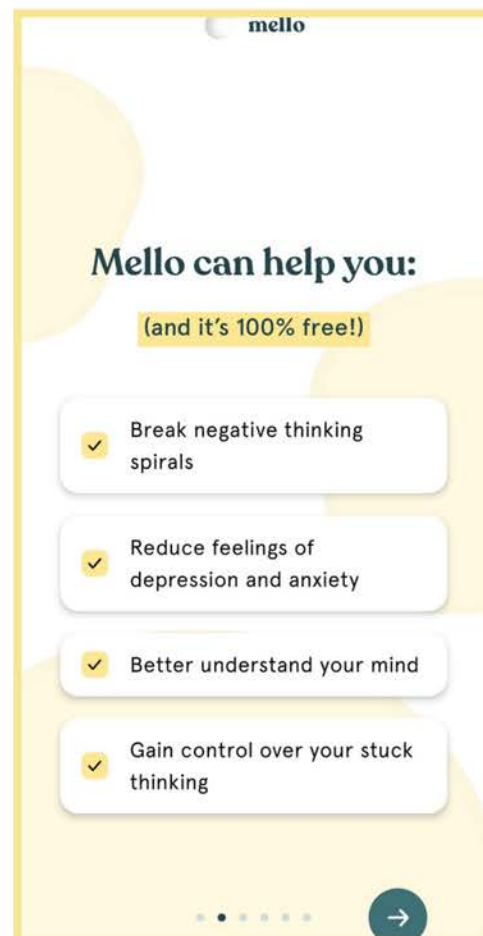 mello
Mello can help you:
(and it’s 100% free!)
Break negative thinking
spirals
Reduce feelings of
depression and anxiety
Better understand your mind
Gain control over your stuck
thinking